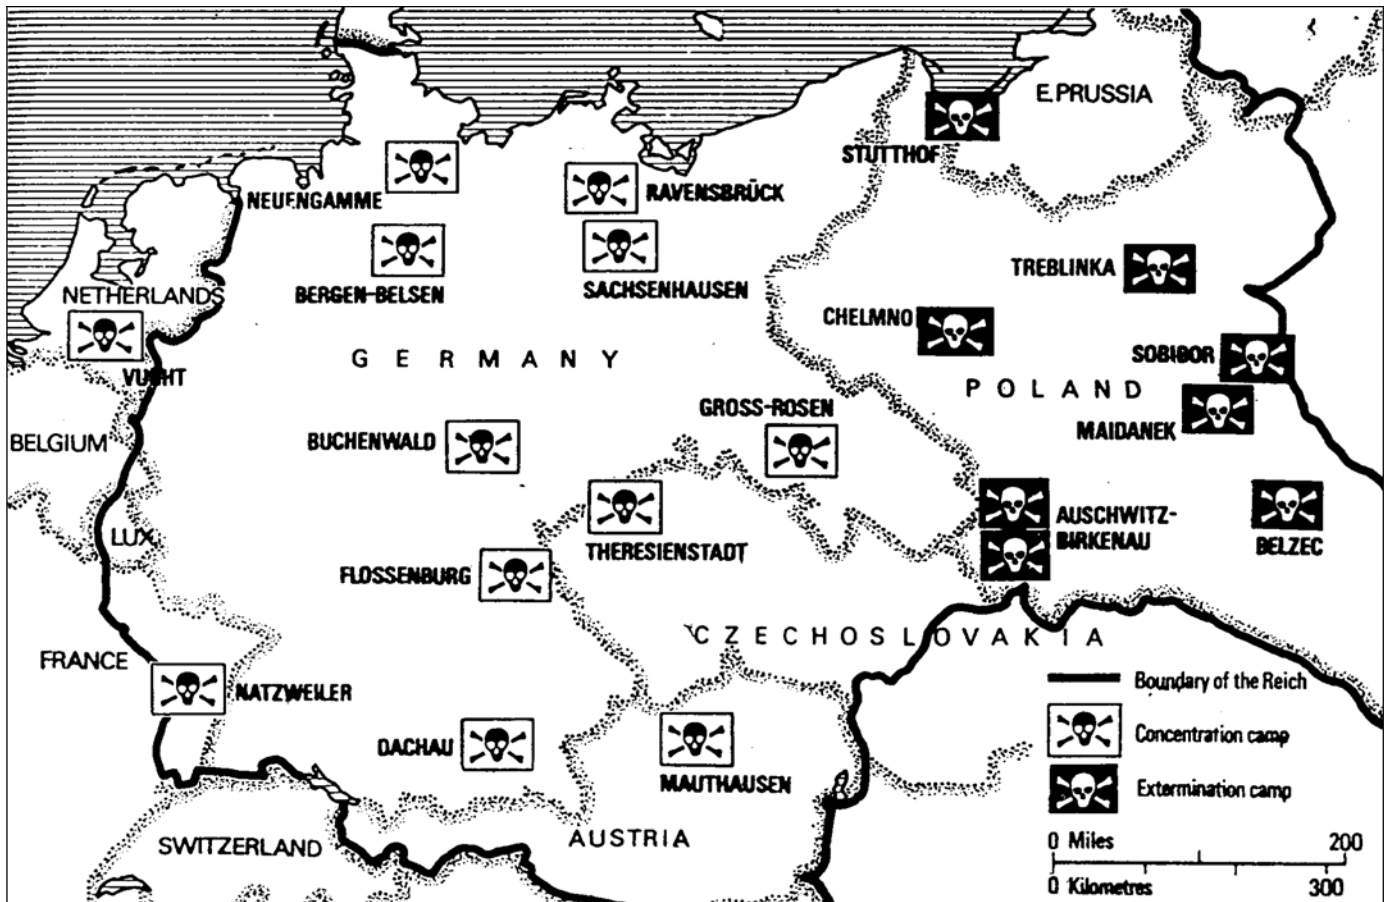 E. PRUSSIA
STUTTHOF
NEUENGAMME
RAVENSBRÜCK
TREBLINKA
NETHERLANDS
BERGEN-BELSEN
SACHSENHAUSEN
CHELMNO
SOBIBOR
VUGHT
G E R M A N Y
P O L A N D
GROSS-ROSEN
BELGIUM
BUCHENWALD
MAIDANEK
AUSCHWITZ-
BIRKENAU
BELZEC
LUX
THERESIENSTADT
FLOSSENBURG
C Z E C H O S L O V A K I A
FRANCE
NATZWEILER
DACHAU
MAUTHAUSEN
SWITZERLAND
AUSTRIA
Boundary of the Reich
Concentration camp
Extermination camp
0 Miles 200
0 Kilometres 300